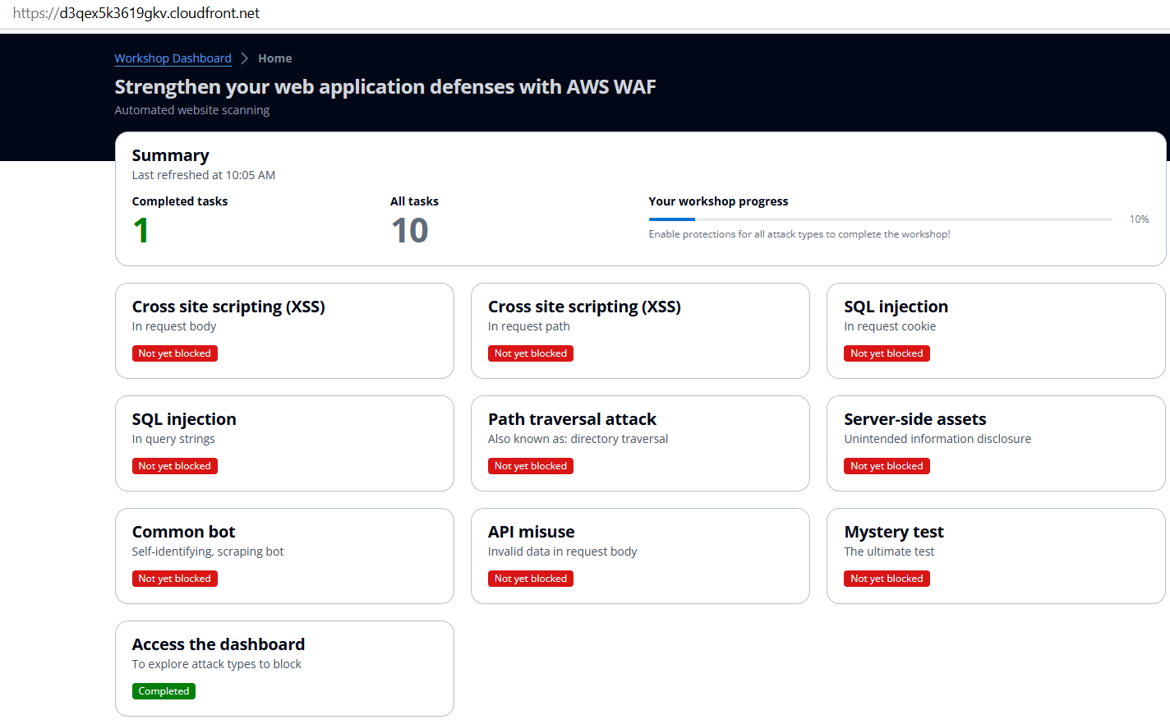 https://d3qex5k3619gkv.cloudfront.net
Workshop Dashboard > Home
Strengthen your web application defenses with AWS WAF
Automated website scanning
Summary
Last refreshed at 10:05 AM
Completed tasks
1
All tasks
10
Your workshop progress
10%
Enable protections for all attack types to complete the workshop!
Cross site scripting (XSS)
In request body
Not yet blocked
Cross site scripting (XSS)
In request path
Not yet blocked
SQL injection
In request cookie
Not yet blocked
SQL injection
In query strings
Not yet blocked
Path traversal attack
Also known as: directory traversal
Not yet blocked
Server-side assets
Unintended information disclosure
Not yet blocked
Common bot
Self-identifying, scraping bot
Not yet blocked
API misuse
Invalid data in request body
Not yet blocked
Mystery test
The ultimate test
Not yet blocked
Access the dashboard
To explore attack types to block
Completed